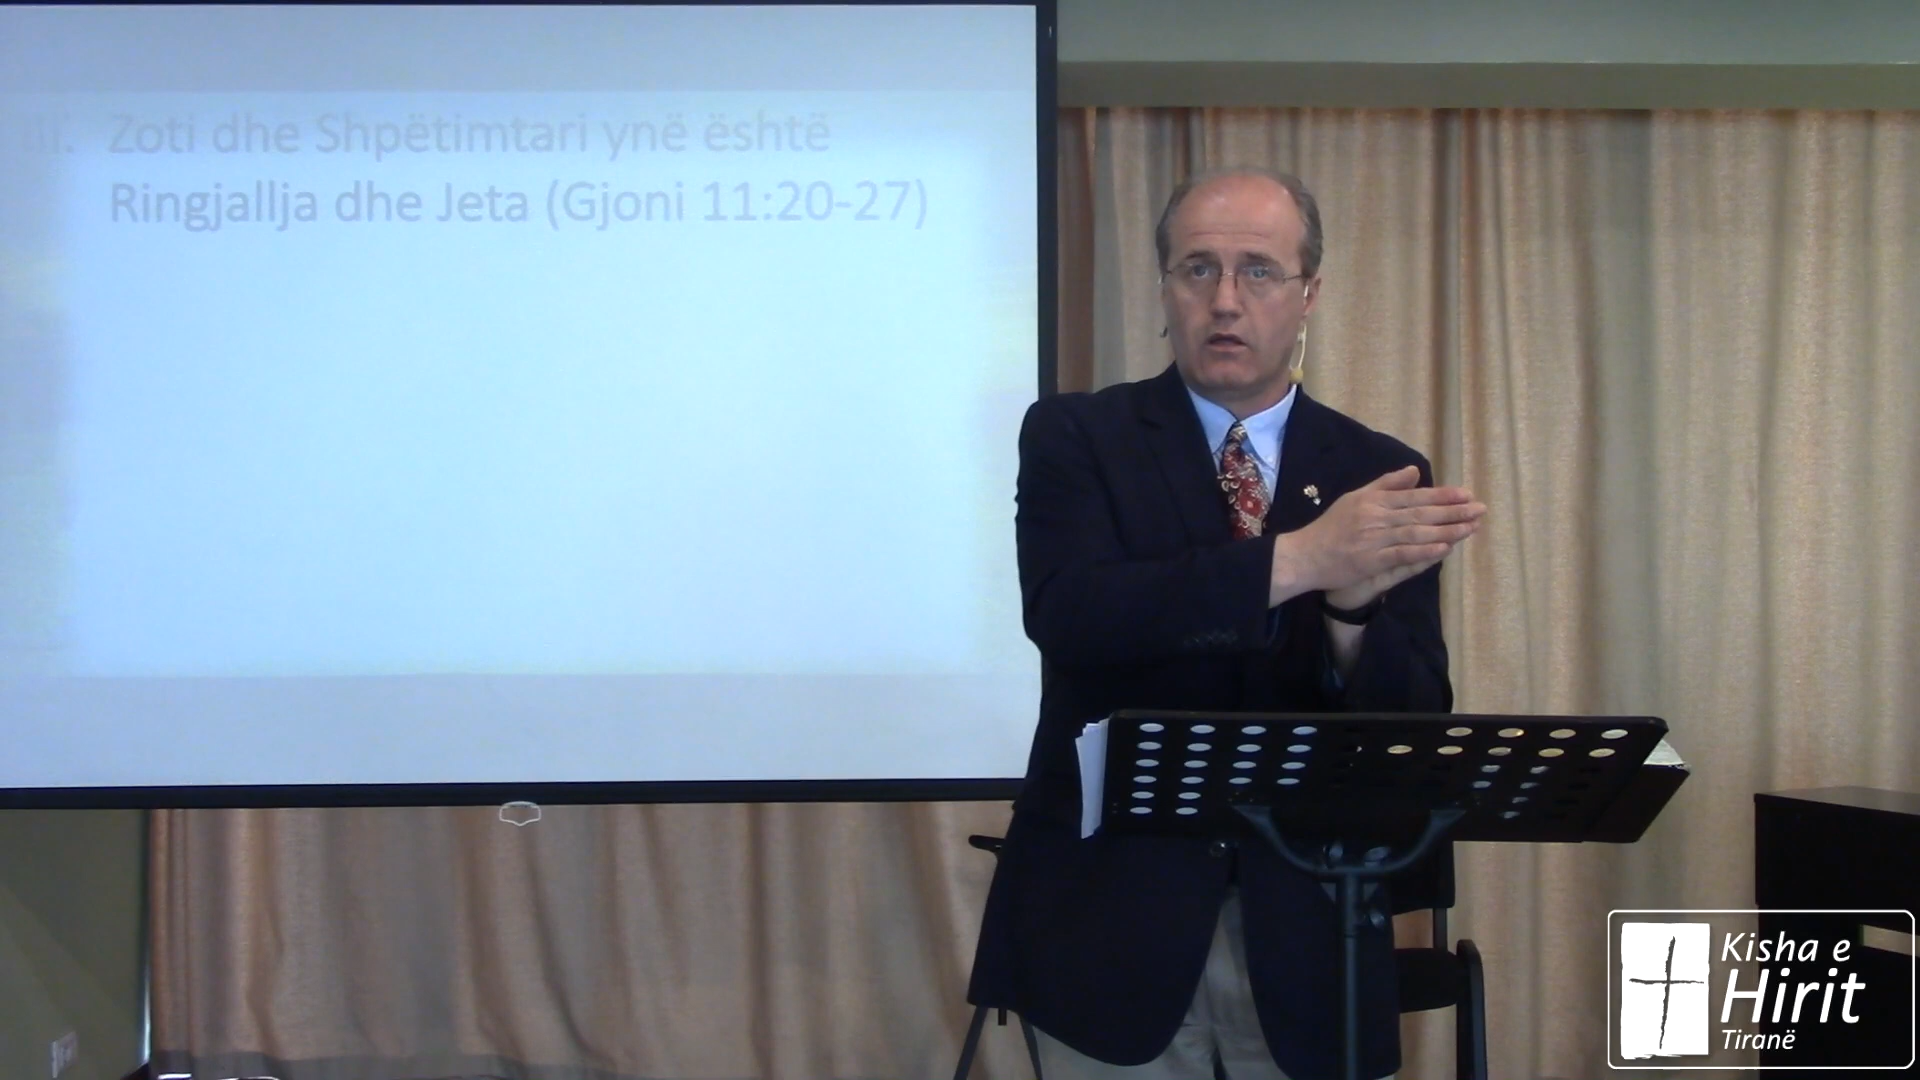 III. Zoti dhe Shpëtimtari ynë është
Ringjallja dhe Jeta (Gjoni 11:20-27)
Kisha e
Hirit
Tiranë